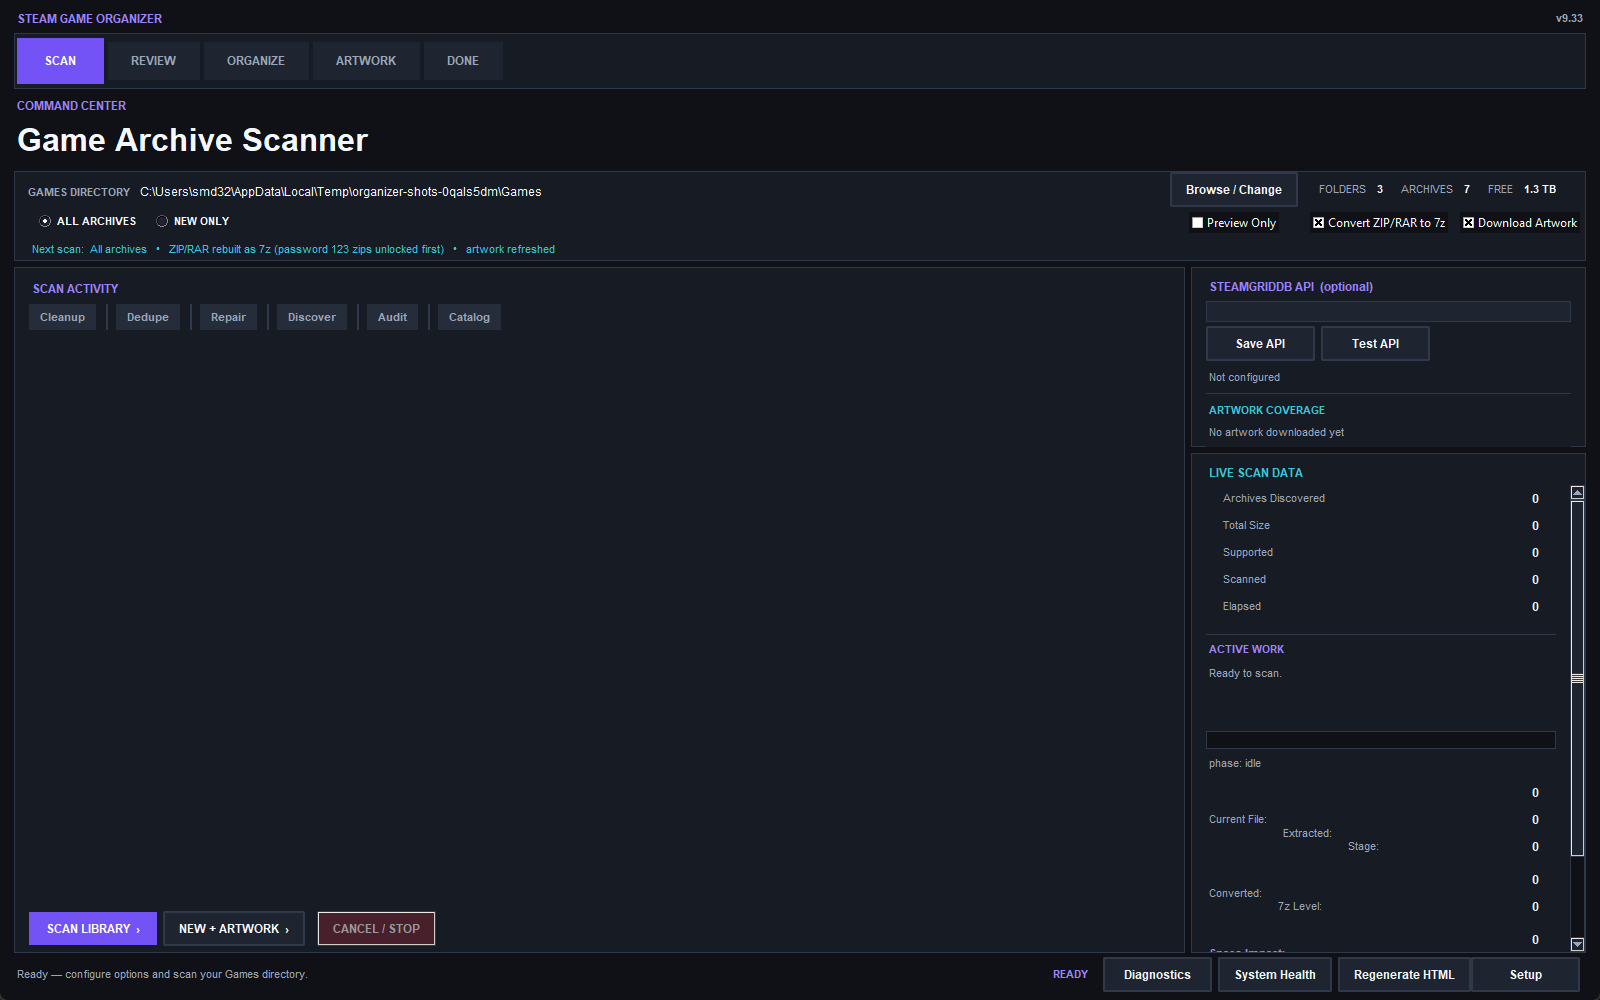 STEAM GAME ORGANIZER v9.33
SCAN REVIEW ORGANIZE ARTWORK DONE
COMMAND CENTER
Game Archive Scanner
GAMES DIRECTORY C:\Users\smd32\AppData\Local\Temp\organizer-shots-0qals5dm\Games Browse / Change FOLDERS 3 ARCHIVES 7 FREE 1.3 TB
ALL ARCHIVES NEW ONLY Preview Only Convert ZIP/RAR to 7z Download Artwork
Next scan: All archives • ZIP/RAR rebuilt as 7z (password 123 zips unlocked first) • artwork refreshed
SCAN ACTIVITY
Cleanup Dedupe Repair Discover Audit Catalog
SCAN LIBRARY › NEW + ARTWORK › CANCEL / STOP
STEAMGRIDDB API (optional)
Save API Test API
Not configured
ARTWORK COVERAGE
No artwork downloaded yet
LIVE SCAN DATA
Archives Discovered 0
Total Size 0
Supported 0
Scanned 0
Elapsed 0
ACTIVE WORK
Ready to scan.
phase: idle
0
Current File: 0
Extracted:
Stage: 0
0
Converted:
7z Level: 0
0
Space Impact:
Ready — configure options and scan your Games directory. READY Diagnostics System Health Regenerate HTML Setup